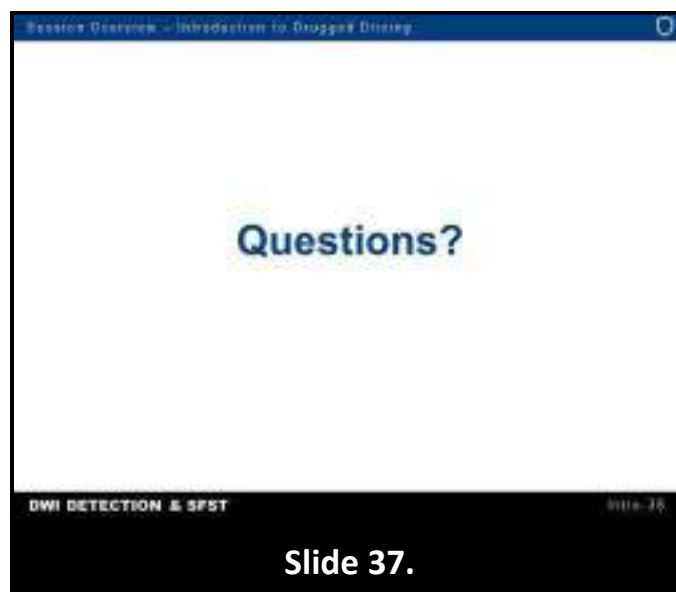 Session Overview – Introduction to Drugged Driving
Questions?
DWI DETECTION & SFST
Slide 37.